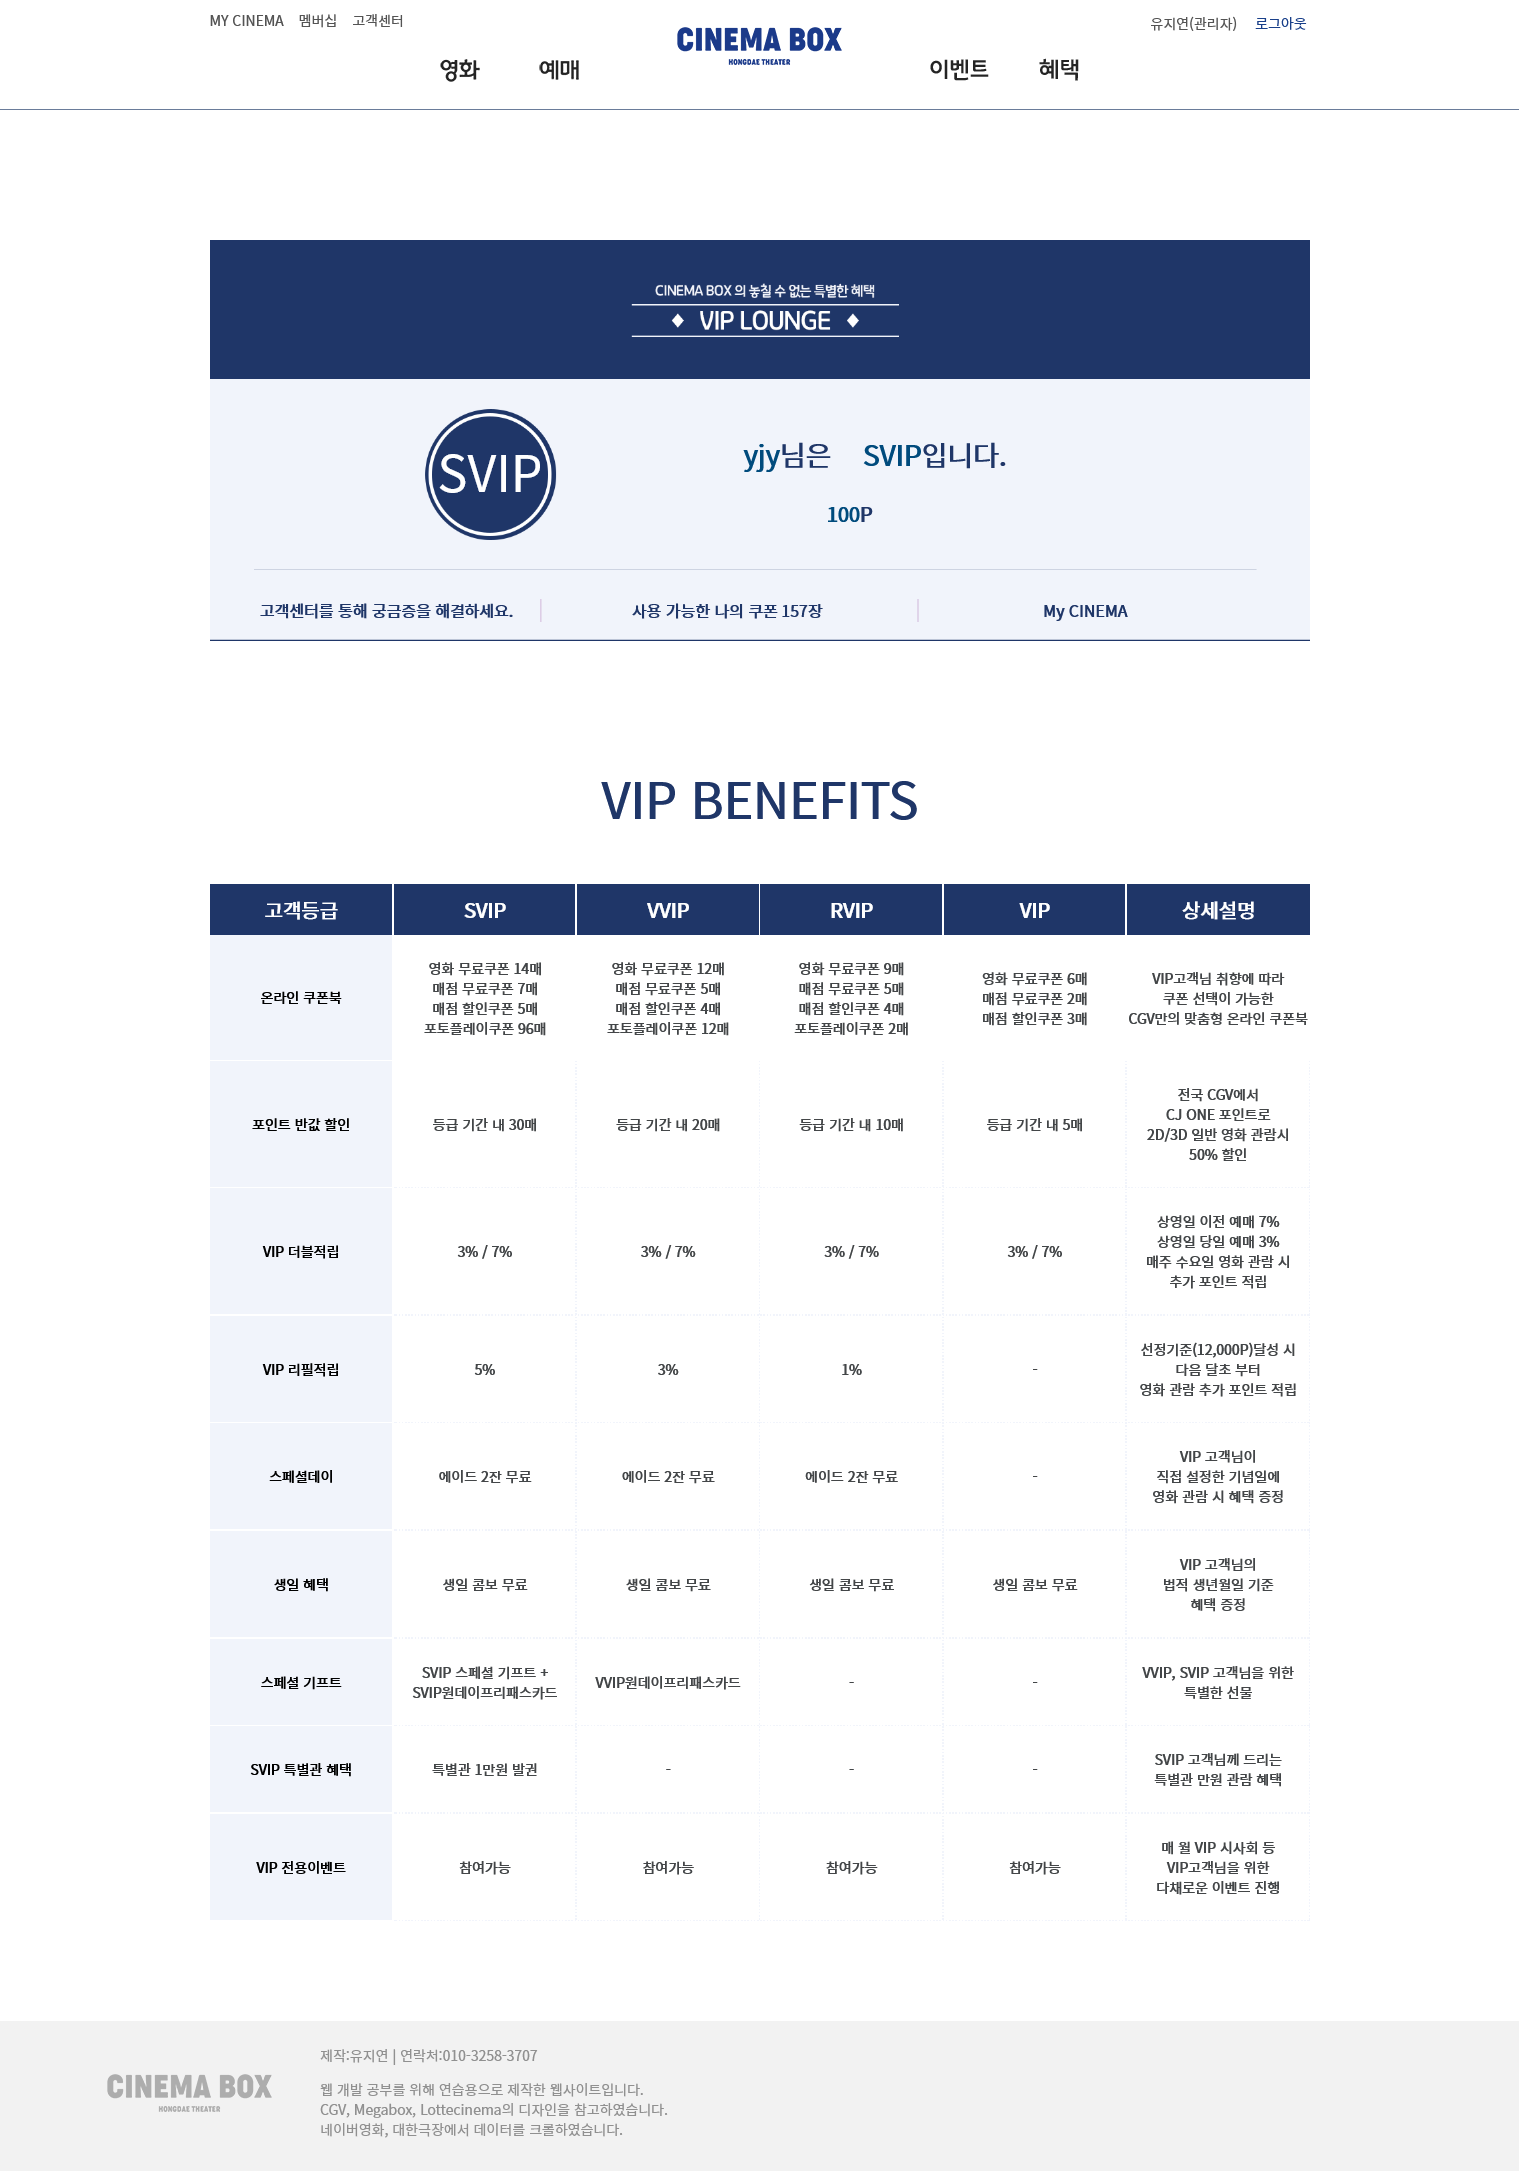 MY CINEMA 멤버십 고객센터
유지연(관리자) 로그아웃
CINEMA BOX
HONGDAE THEATER
영화 예매 이벤트 혜택
CINEMA BOX 의 놓칠 수 없는 특별한 혜택
VIP LOUNGE
SVIP
yjy님은 SVIP입니다.
100P
고객센터를 통해 궁금증을 해결하세요. 사용 가능한 나의 쿠폰 157장 My CINEMA
VIP BENEFITS
고객등급 SVIP VVIP RVIP VIP 상세설명
온라인 쿠폰북
영화 무료쿠폰 14매
매점 무료쿠폰 7매
매점 할인쿠폰 5매
포토플레이쿠폰 96매
영화 무료쿠폰 12매
매점 무료쿠폰 5매
매점 할인쿠폰 4매
포토플레이쿠폰 12매
영화 무료쿠폰 9매
매점 무료쿠폰 5매
매점 할인쿠폰 4매
포토플레이쿠폰 2매
영화 무료쿠폰 6매
매점 무료쿠폰 2매
매점 할인쿠폰 3매
VIP고객님 취향에 따라
쿠폰 선택이 가능한
CGV만의 맞춤형 온라인 쿠폰북
포인트 반값 할인
등급 기간 내 30매
등급 기간 내 20매
등급 기간 내 10매
등급 기간 내 5매
전국 CGV에서
CJ ONE 포인트로
2D/3D 일반 영화 관람시
50% 할인
VIP 더블적립
3% / 7%
3% / 7%
3% / 7%
3% / 7%
상영일 이전 예매 7%
상영일 당일 예매 3%
매주 수요일 영화 관람 시
추가 포인트 적립
VIP 리필적립
5%
3%
1%
-
선정기준(12,000P)달성 시
다음 달초 부터
영화 관람 추가 포인트 적립
스페셜데이
에이드 2잔 무료
에이드 2잔 무료
에이드 2잔 무료
-
VIP 고객님이
직접 설정한 기념일에
영화 관람 시 혜택 증정
생일 혜택
생일 콤보 무료
생일 콤보 무료
생일 콤보 무료
생일 콤보 무료
VIP 고객님의
법적 생년월일 기준
혜택 증정
스페셜 기프트
SVIP 스페셜 기프트 +
SVIP원데이프리패스카드
VVIP원데이프리패스카드
-
-
VVIP, SVIP 고객님을 위한
특별한 선물
SVIP 특별관 혜택
특별관 1만원 발권
-
-
-
SVIP 고객님께 드리는
특별관 만원 관람 혜택
VIP 전용이벤트
참여가능
참여가능
참여가능
참여가능
매 월 VIP 시사회 등
VIP고객님을 위한
다채로운 이벤트 진행
CINEMA BOX
HONGDAE THEATER
제작:유지연 | 연락처:010-3258-3707
웹 개발 공부를 위해 연습용으로 제작한 웹사이트입니다.
CGV, Megabox, Lottecinema의 디자인을 참고하였습니다.
네이버영화, 대한극장에서 데이터를 크롤하였습니다.